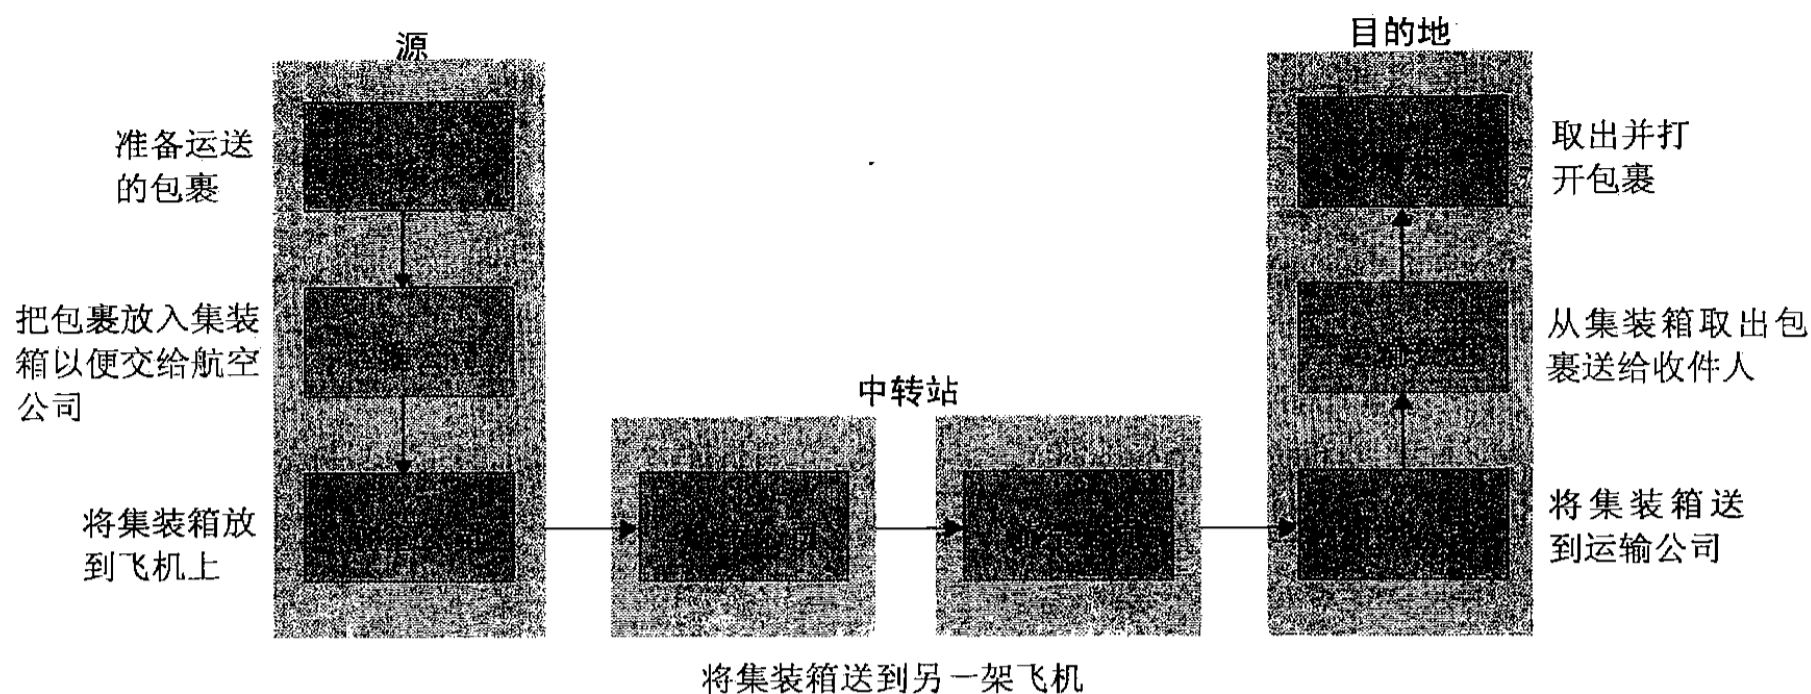 源
准备运送
的包裹
把包裹放入集装
箱以便交给航空
公司
将集装箱放
到飞机上
中转站
将集装箱送到另一架飞机
目的地
取出并打
开包裹
从集装箱取出包
裹送给收件人
将集装箱送
到运输公司